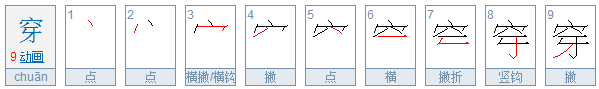 穿 1 2 3 4 5 6 7 8 9
9 动画
chuān 点 点 横撇/横钩 撇 点 横 撇折 竖钩 撇